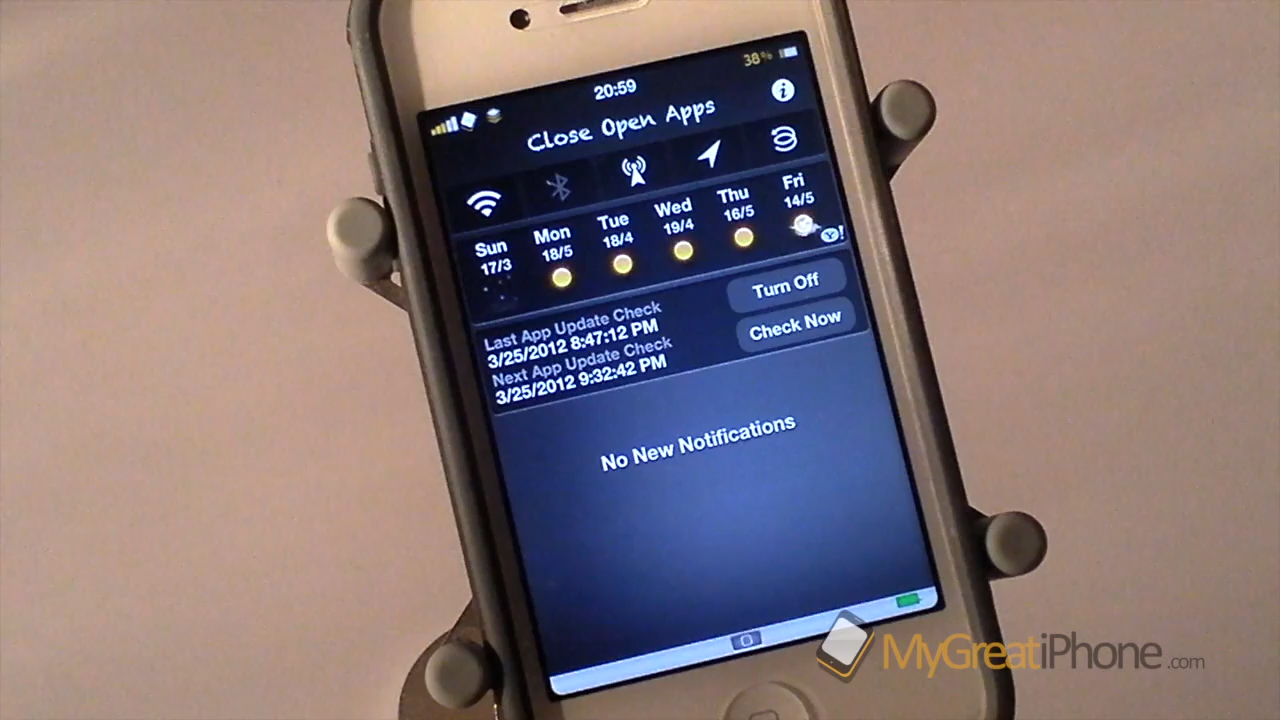 38%
20:59
Close Open Apps
Sun Mon Tue Wed Thu Fri
17/3 18/5 18/4 19/4 16/5 14/5
Y!
Last App Update Check
3/25/2012 8:47:12 PM
Next App Update Check
3/25/2012 9:32:42 PM
Turn Off
Check Now
No New Notifications
MyGreatiPhone.com